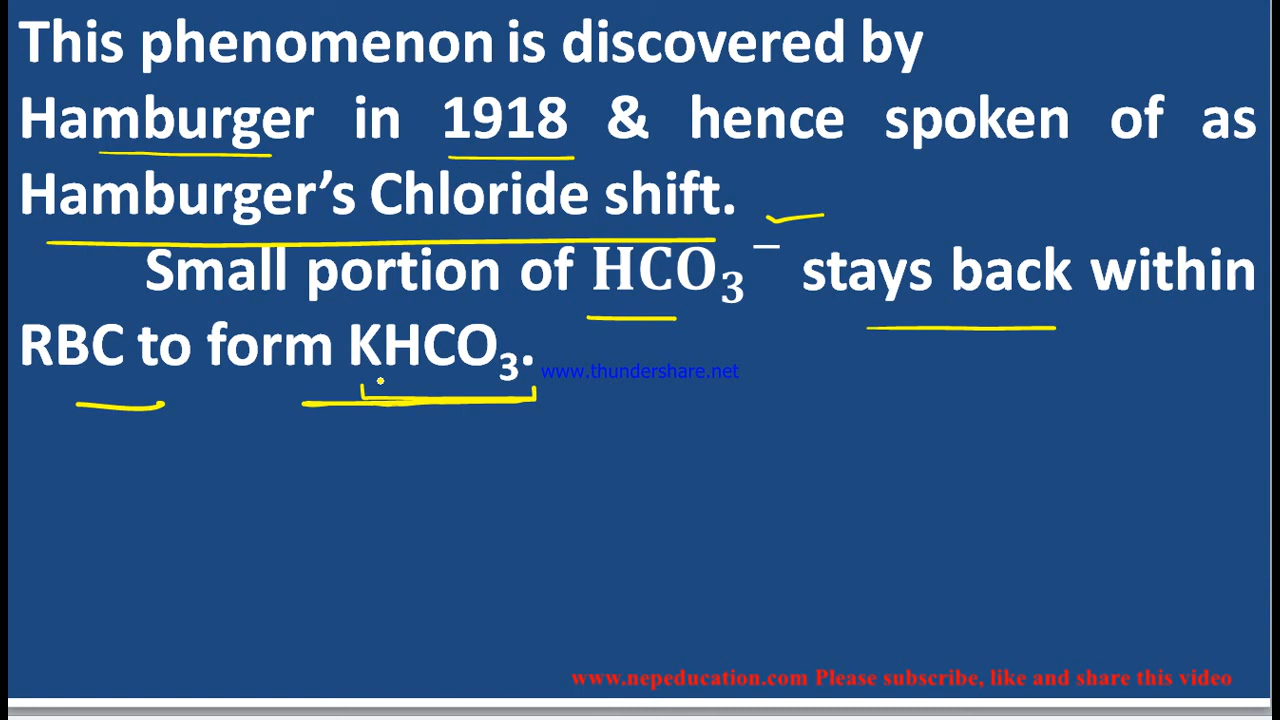 This phenomenon is discovered by
Hamburger in 1918 & hence spoken of as
Hamburger’s Chloride shift.
Small portion of HCO₃⁻ stays back within
RBC to form KHCO₃.
www.thundershare.net
www.nepeducation.com Please subscribe, like and share this video